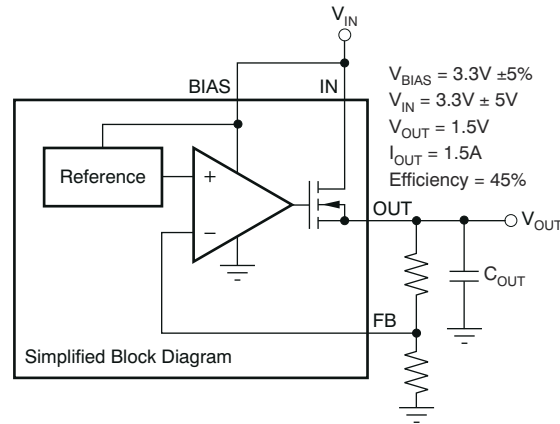 V_IN
BIAS
IN
V_BIAS = 3.3V ±5%
V_IN = 3.3V ± 5V
V_OUT = 1.5V
I_OUT = 1.5A
Efficiency = 45%
Reference
+
−
OUT
V_OUT
C_OUT
FB
Simplified Block Diagram